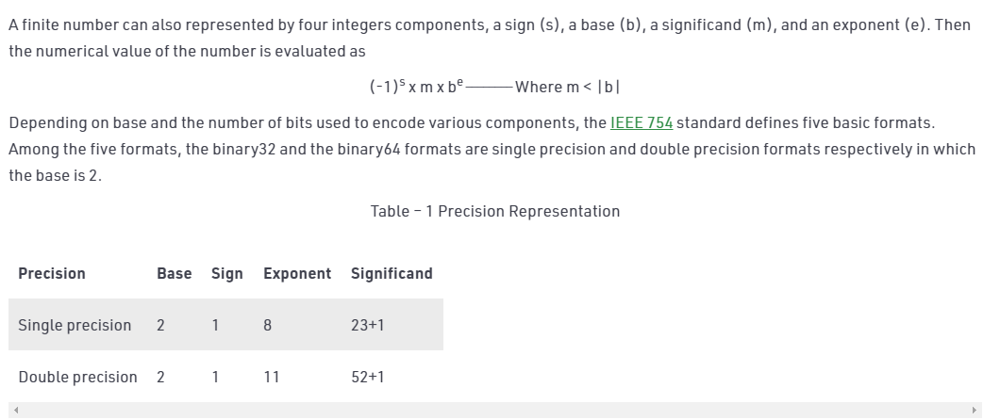 A finite number can also represented by four integers components, a sign (s), a base (b), a significand (m), and an exponent (e). Then
the numerical value of the number is evaluated as
(-1)ˢ x m x bᵉ ———— Where m < |b|
Depending on base and the number of bits used to encode various components, the IEEE 754 standard defines five basic formats.
Among the five formats, the binary32 and the binary64 formats are single precision and double precision formats respectively in which
the base is 2.
Table – 1 Precision Representation
Precision Base Sign Exponent Significand
Single precision 2 1 8 23+1
Double precision 2 1 11 52+1